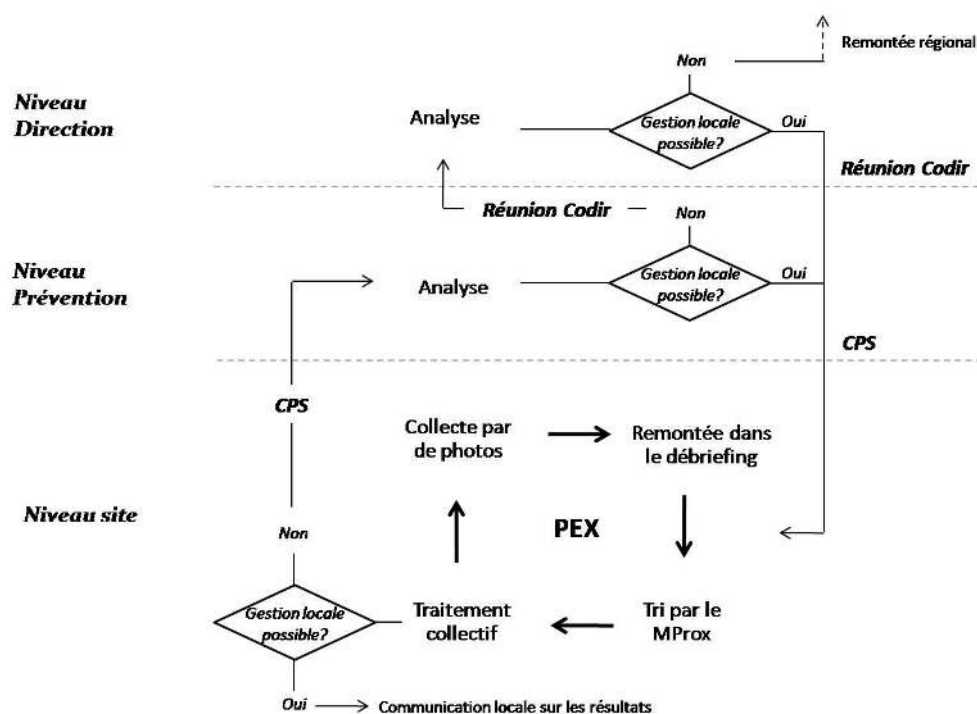 Remontée régional
Non
Niveau
Direction
Analyse
Gestion locale
possible?
Oui
Réunion Codir
Réunion Codir
Non
Niveau
Prévention
Analyse
Gestion locale
possible?
Oui
CPS
CPS
Collecte par
de photos
Remontée dans
le débriefing
Niveau site
PEX
Non
Gestion locale
possible?
Traitement
collectif
Tri par le
MProx
Oui
Communication locale sur les résultats